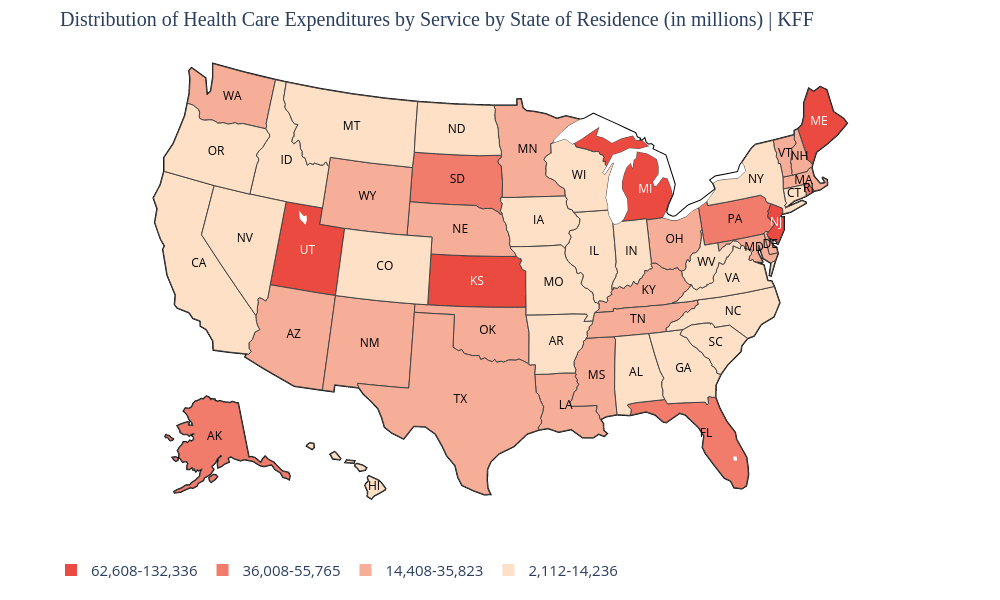 Distribution of Health Care Expenditures by Service by State of Residence (in millions) | KFF
WA
ME
MT
ND
MN
OR
VT
NH
ID
SD
WI
NY
MA
RI
MI
CT
WY
PA
IA
NE
NJ
NV
OH
DE
MD
UT
IL
IN
CO
WV
CA
VA
KS
MO
KY
NC
TN
OK
AZ
AR
NM
SC
GA
AL
MS
TX
LA
FL
AK
HI
62,608-132,336
36,008-55,765
14,408-35,823
2,112-14,236